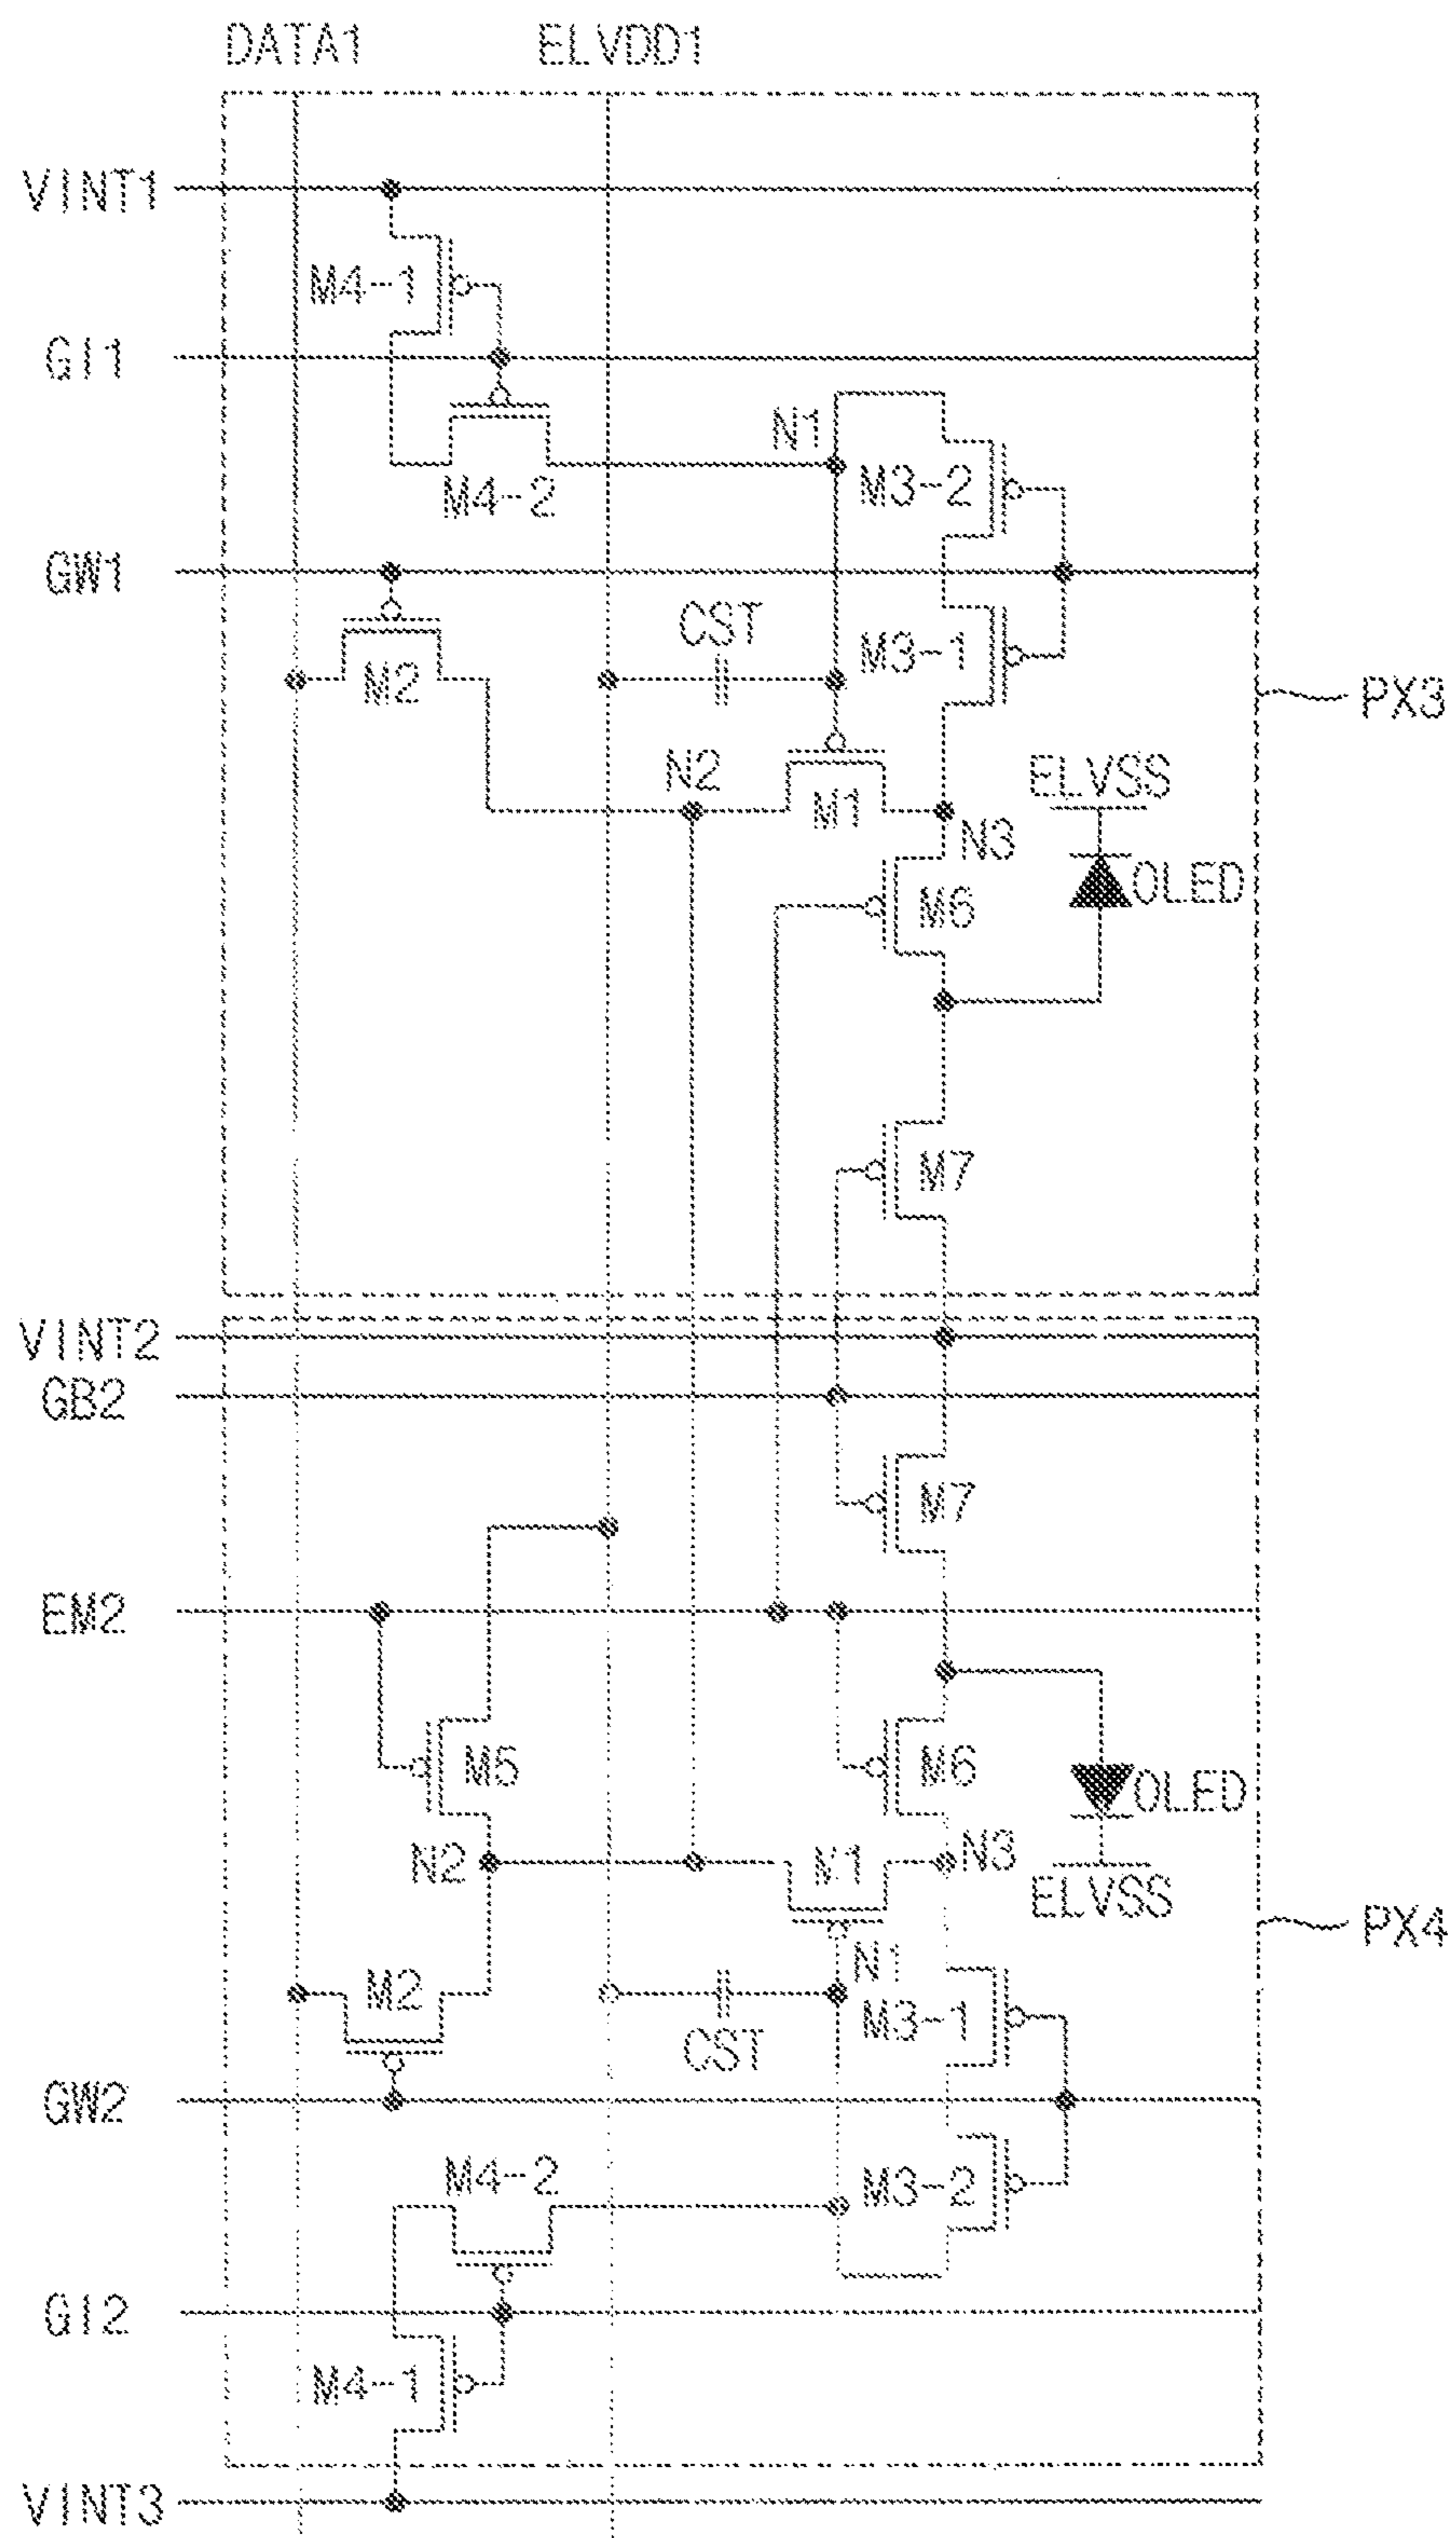 DATA1
ELVDD1
VINT1
M4-1
GI1
N1
M3-2
M4-2
GW1
CST
M3-1
M2
PX3
N2
ELVSS
M1
N3
OLED
M6
M7
VINT2
GB2
M7
EM2
M5
M6
OLED
N2
M1
N3
ELVSS
PX4
N1
M2
M3-1
CST
GW2
M4-2
M3-2
GI2
M4-1
VINT3